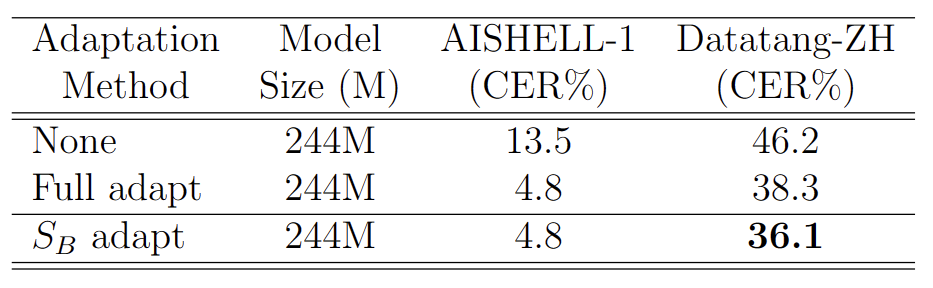 Adaptation Model AISHELL-1 Datatang-ZH
Method Size (M) (CER%) (CER%)
None 244M 13.5 46.2
Full adapt 244M 4.8 38.3
S_B adapt 244M 4.8 36.1